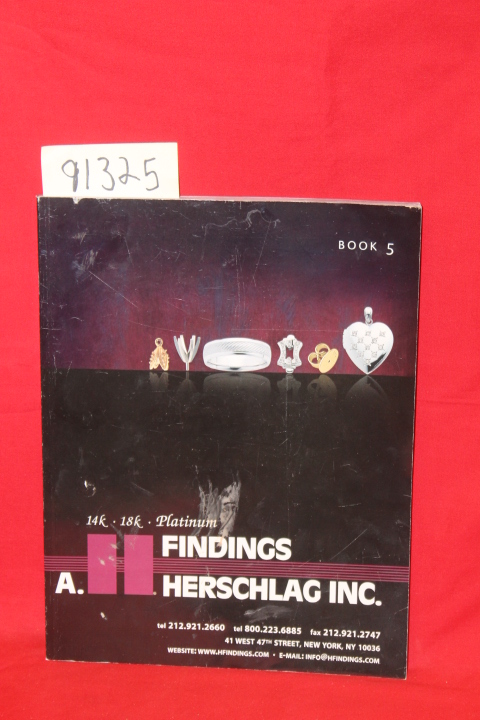 91325
BOOK 5
14k · 18k · Platinum
FINDINGS
A. H. HERSCHLAG INC.
tel 212.921.2660 tel 800.223.6885 fax 212.921.2747
41 WEST 47TH STREET, NEW YORK, NY 10036
WEBSITE: WWW.HFINDINGS.COM • E-MAIL: INFO@HFINDINGS.COM